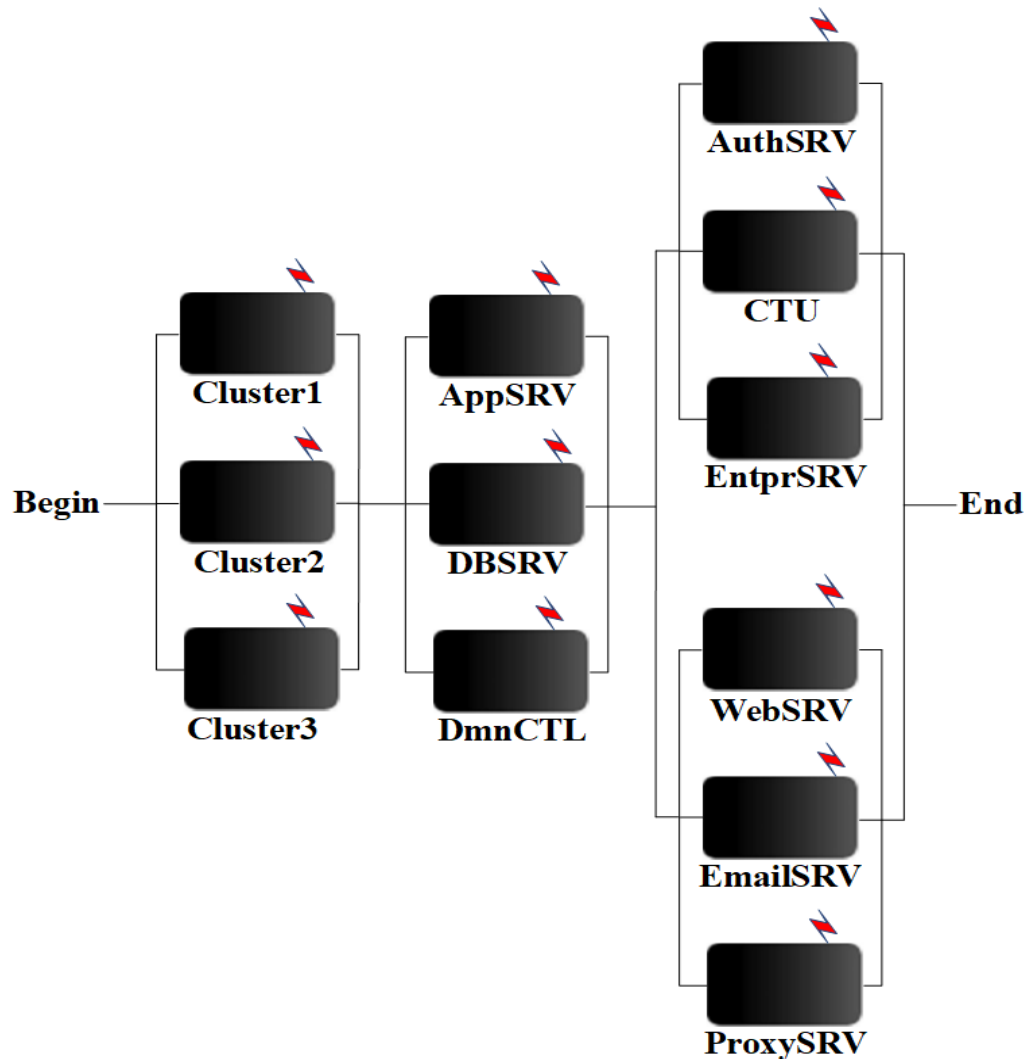 Begin
Cluster1
Cluster2
Cluster3
AppSRV
DBSRV
DmnCTL
AuthSRV
CTU
EntprSRV
WebSRV
EmailSRV
ProxySRV
End